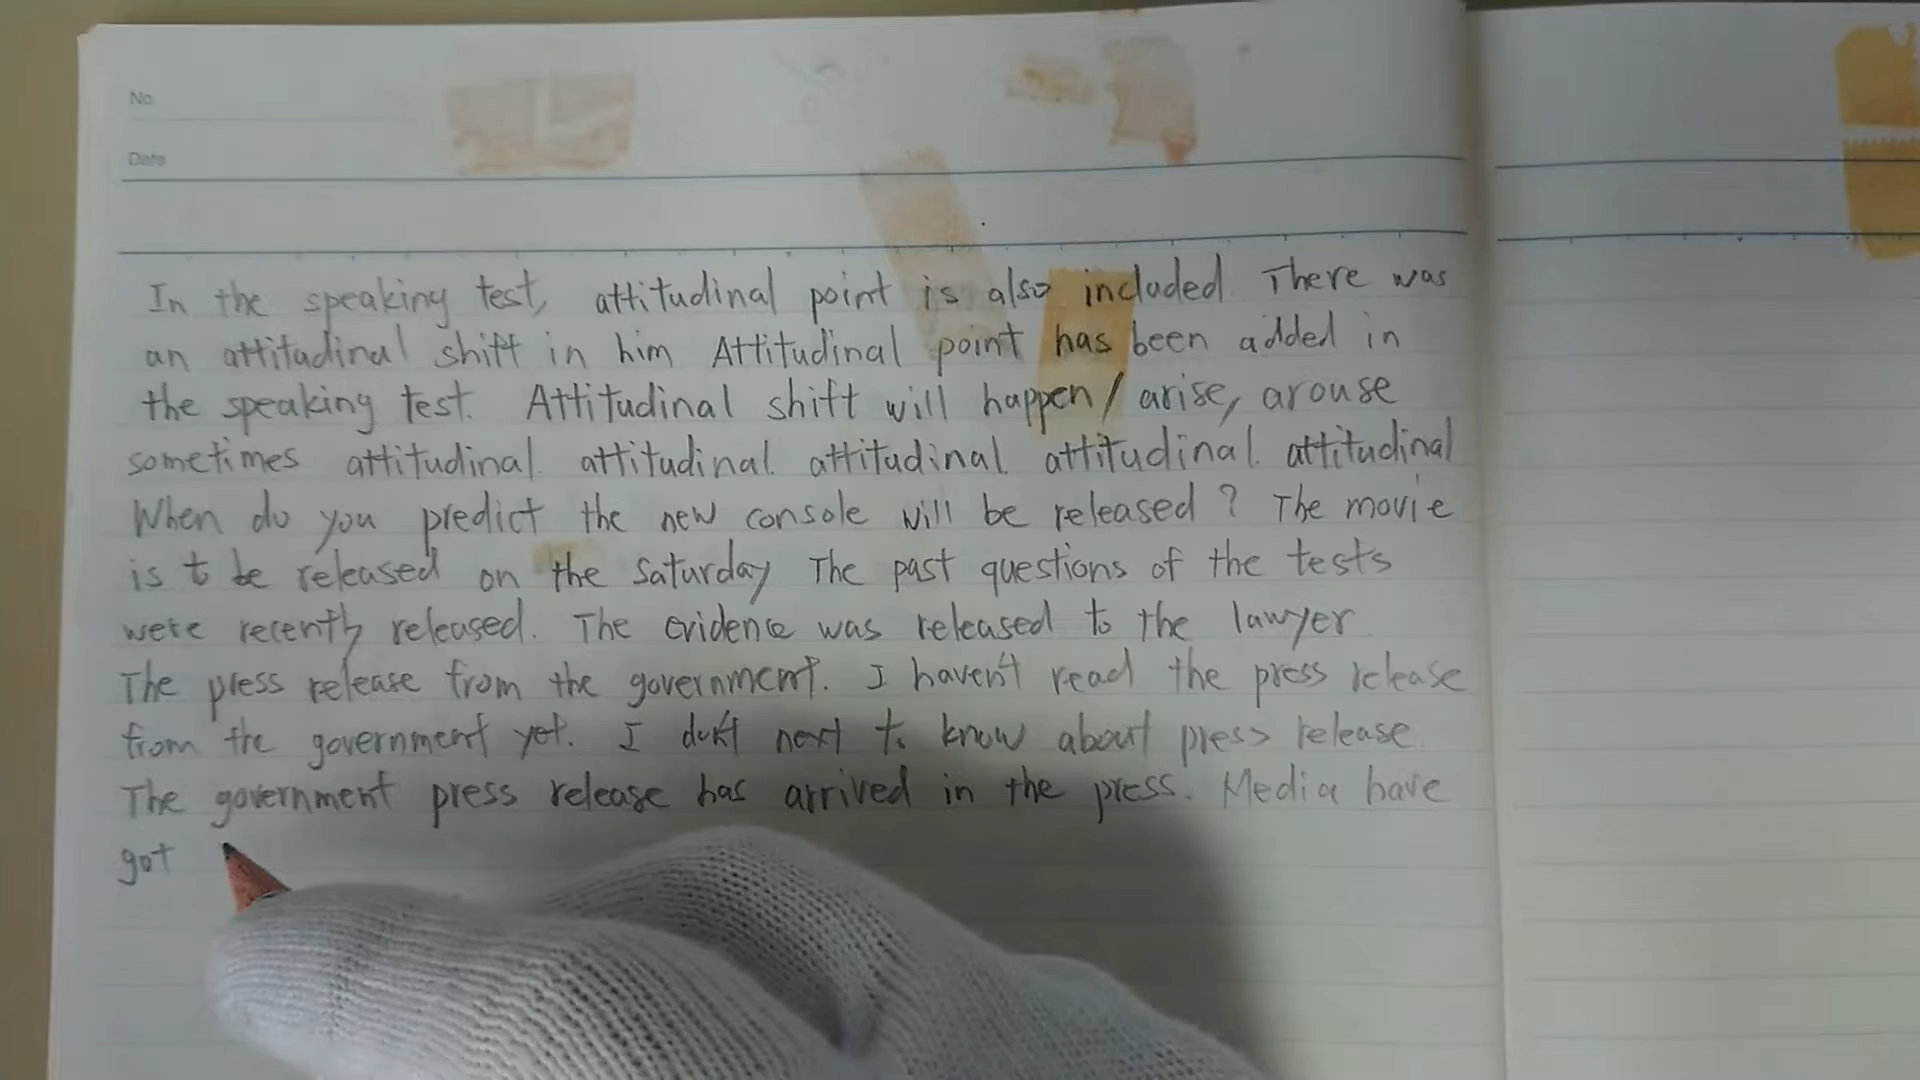 No.
Date
In the speaking test, attitudinal point is also included. There was
an attitudinal shift in him Attitudinal point has been added in
the speaking test. Attitudinal shift will happen / arise, arouse
sometimes attitudinal. attitudinal. attitudinal. attitudinal. attitudinal
When do you predict the new console will be released? The movie
is to be released on the Saturday The past questions of the tests
were recently released. The evidence was released to the lawyer
The press release from the government. I haven't read the press release
from the government yet. I don't to know about press release
The government press release has arrived in the press. Media have
got